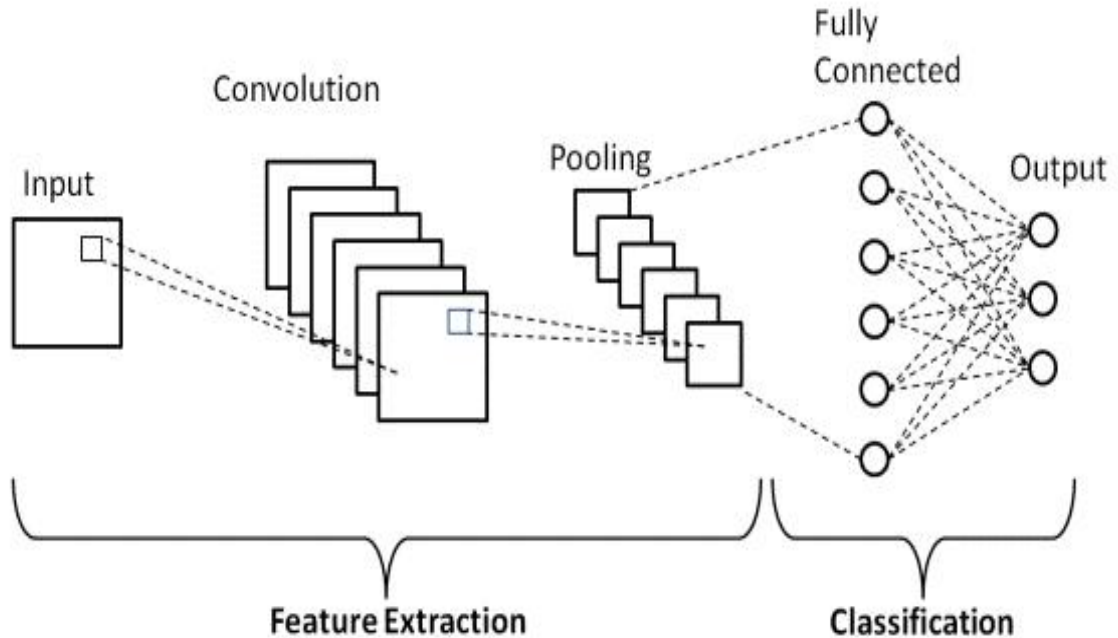 Fully
Connected
Convolution
Pooling
Input
Output
Feature Extraction
Classification